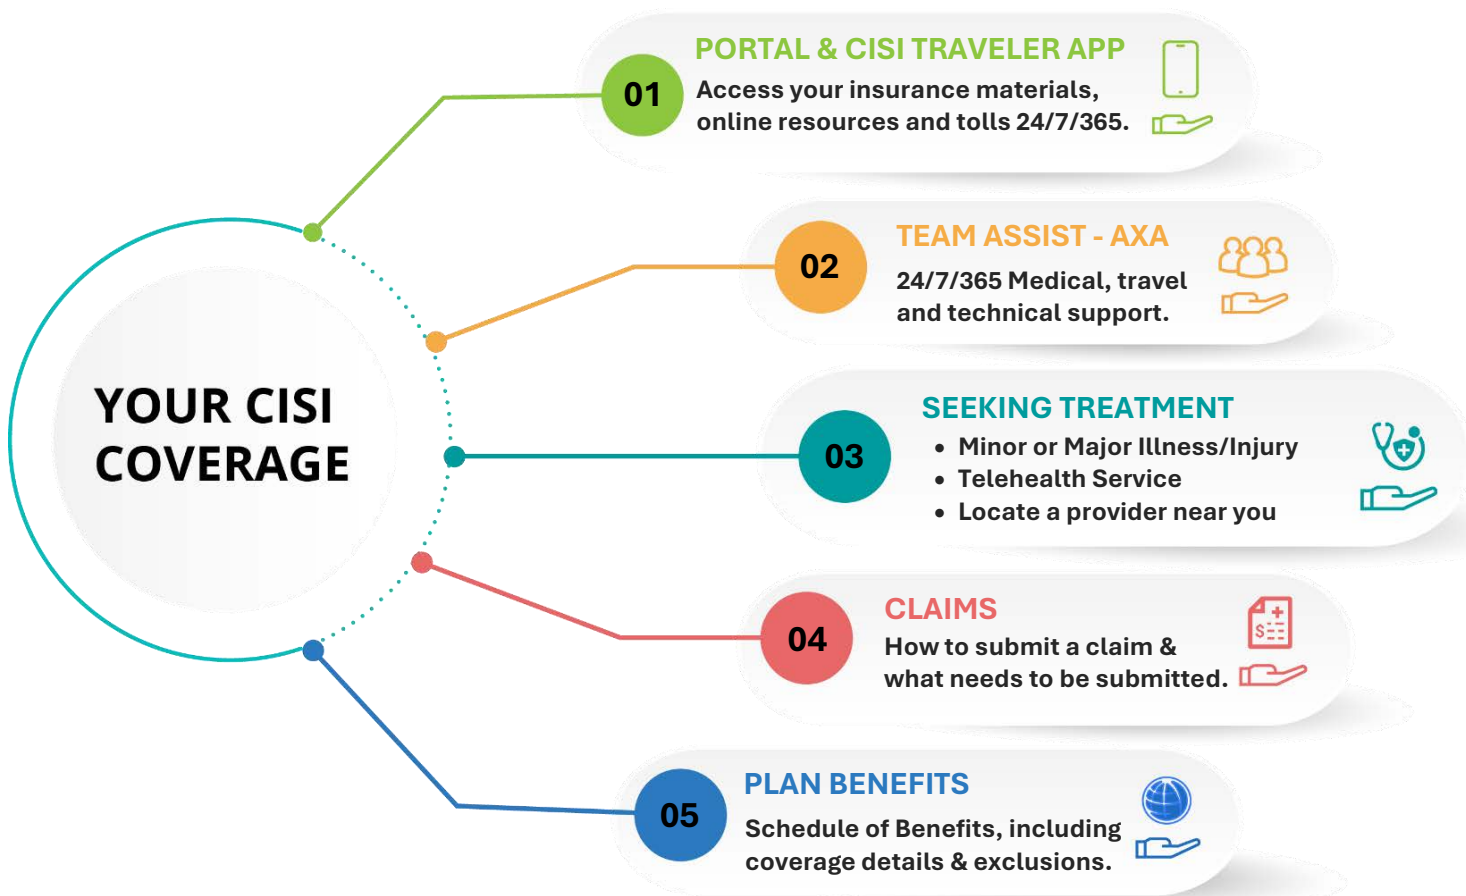 YOUR CISI
COVERAGE
01
PORTAL & CISI TRAVELER APP
Access your insurance materials,
online resources and tolls 24/7/365.
02
TEAM ASSIST - AXA
24/7/365 Medical, travel
and technical support.
03
SEEKING TREATMENT
• Minor or Major Illness/Injury
• Telehealth Service
• Locate a provider near you
04
CLAIMS
How to submit a claim &
what needs to be submitted.
$
05
PLAN BENEFITS
Schedule of Benefits, including
coverage details & exclusions.